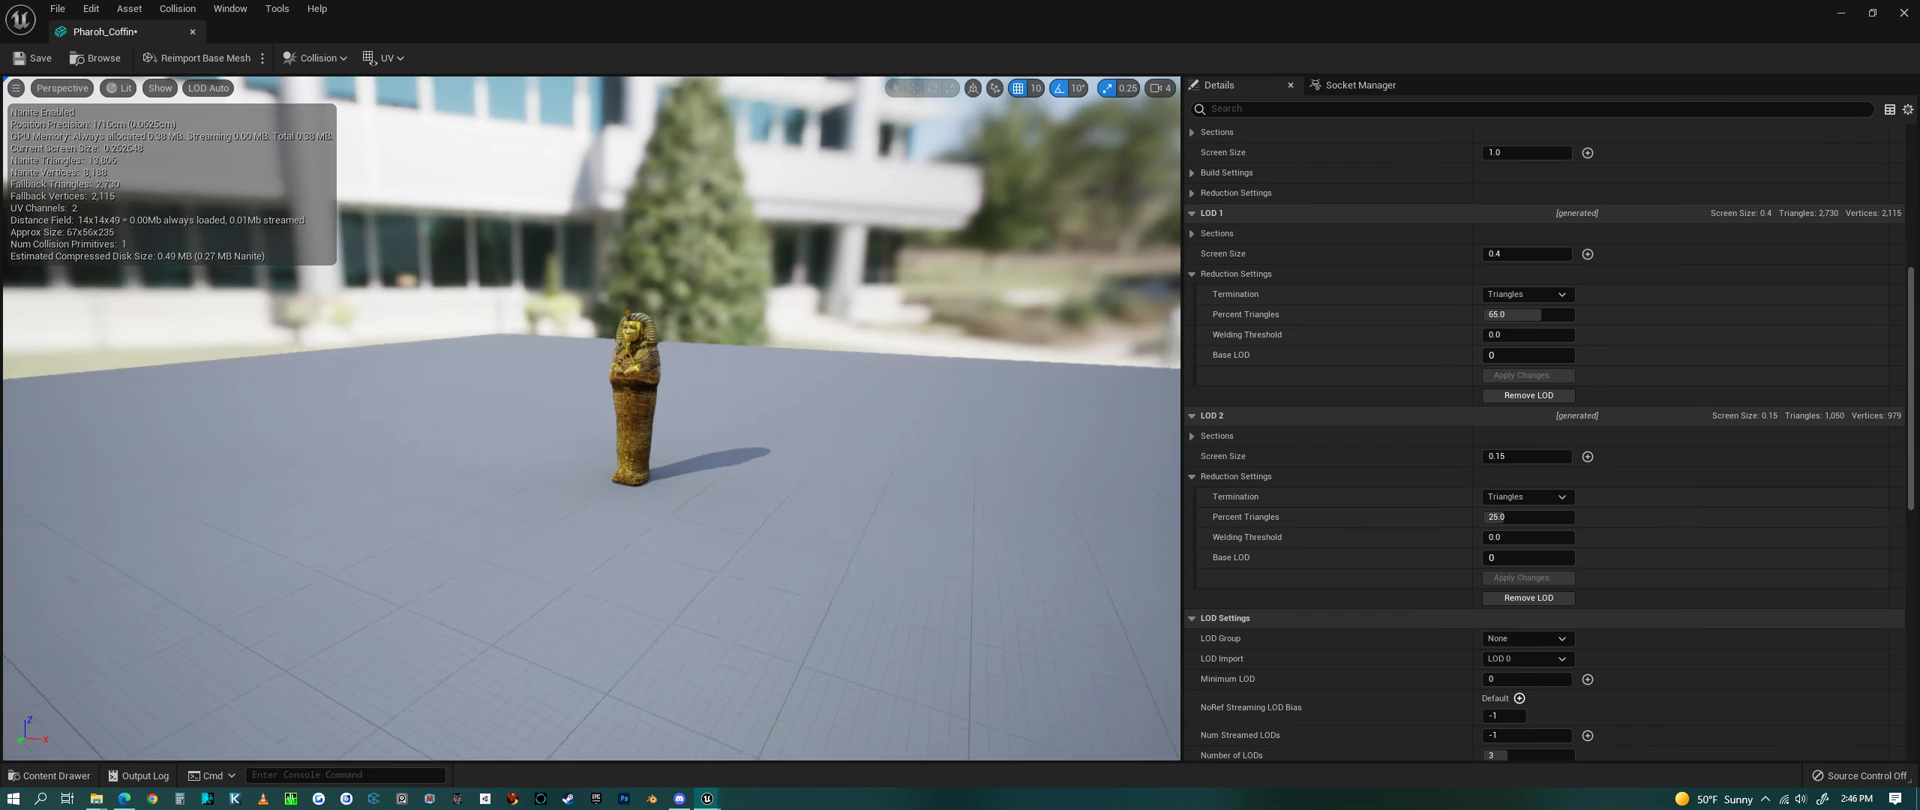 File Edit Asset Collision Window Tools Help
Pharoh_Coffin•
Save Browse Reimport Base Mesh Collision UV
Perspective Lit Show LOD Auto 10 10° 0.25 4
Nanite Enabled
Position Precision: 1/16cm (0.0625cm)
GPU Memory: Always allocated 0.38 MB. Streaming 0.00 MB. Total 0.38 MB.
Current Screen Size: 0.262648
Nanite Triangles: 13,806
Nanite Vertices: 8,188
Fallback Triangles: 2,730
Fallback Vertices: 2,115
UV Channels: 2
Distance Field: 14x14x49 = 0.00Mb always loaded, 0.01Mb streamed
Approx Size: 67x56x235
Num Collision Primitives: 1
Estimated Compressed Disk Size: 0.49 MB (0.27 MB Nanite)
Z
X
Details Socket Manager
Search
Sections
Screen Size 1.0
Build Settings
Reduction Settings
LOD 1 [generated] Screen Size: 0.4 Triangles: 2,730 Vertices: 2,115
Sections
Screen Size 0.4
Reduction Settings
Termination Triangles
Percent Triangles 65.0
Welding Threshold 0.0
Base LOD 0
Apply Changes
Remove LOD
LOD 2 [generated] Screen Size: 0.15 Triangles: 1,050 Vertices: 979
Sections
Screen Size 0.15
Reduction Settings
Termination Triangles
Percent Triangles 25.0
Welding Threshold 0.0
Base LOD 0
Apply Changes
Remove LOD
LOD Settings
LOD Group None
LOD Import LOD 0
Minimum LOD 0
Default
NoRef Streaming LOD Bias -1
Num Streamed LODs -1
Number of LODs 3
Content Drawer Output Log Cmd Enter Console Command Source Control Off
50°F Sunny 2:46 PM